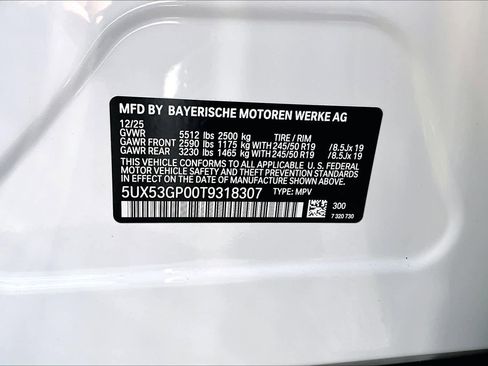 MFD BY BAYERISCHE MOTOREN WERKE AG
12/25
GVWR 5512 lbs 2500 kg TIRE / RIM
GAWR FRONT 2590 lbs 1175 kg WITH 245/50 R19 /8.5Jx 19
GAWR REAR 3230 lbs 1465 kg WITH 245/50 R19 /8.5Jx 19
THIS VEHICLE CONFORMS TO ALL APPLICABLE U.S. FEDERAL
MOTOR VEHICLE SAFETY AND THEFT PREVENTION
STANDARDS IN EFFECT ON THE DATE OF MANUFACTURE
SHOWN ABOVE.
5UX53GP00T9318307 TYPE: MPV
300
7 320 730